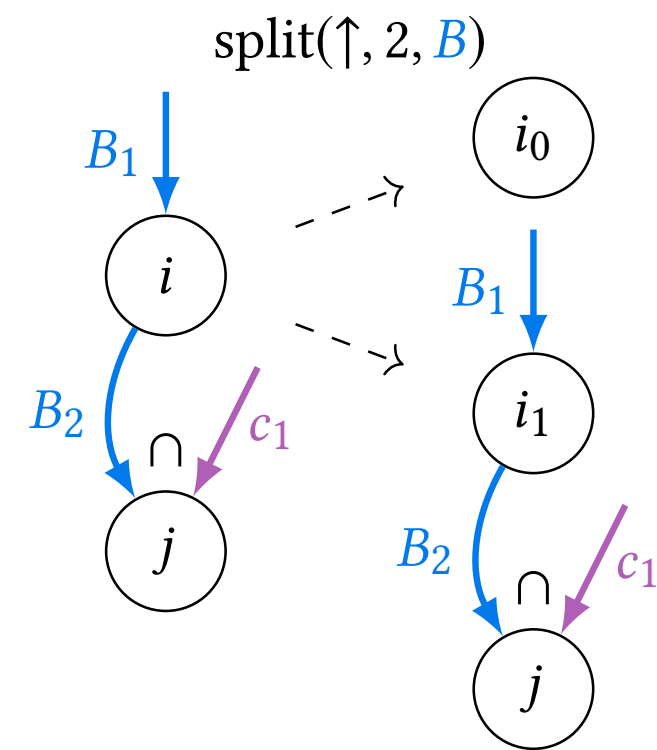 split(↑, 2, B)
B₁
i
B₂
∩
c₁
j
i₀
B₁
i₁
B₂
∩
c₁
j